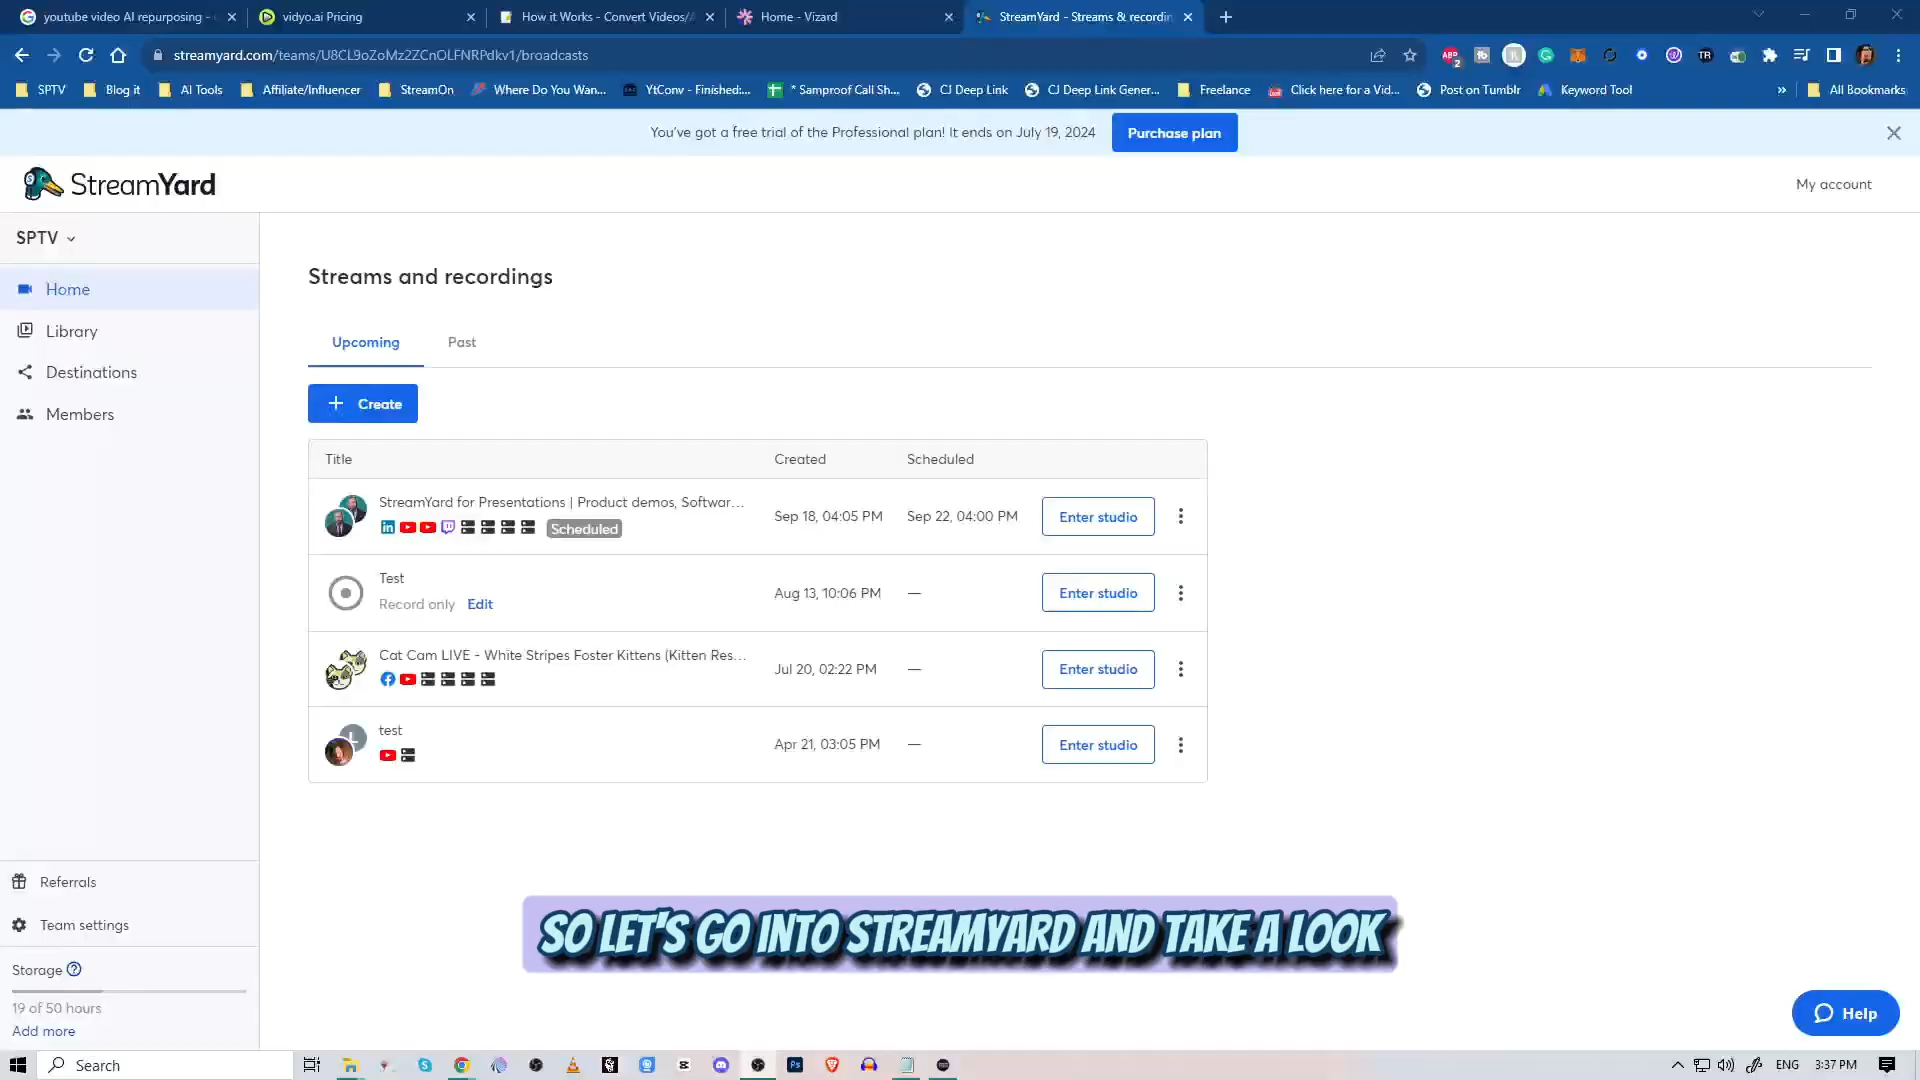 youtube video AI repurposing -
vidyo.ai Pricing
How it Works - Convert Videos/A
Home - Vizard
StreamYard - Streams & recordin
streamyard.com/teams/U8CL9oZoMz2ZCnOLFNRPdkv1/broadcasts
SPTV
Blog it
AI Tools
Affiliate/Influencer
StreamOn
Where Do You Wan...
YtConv - Finished:...
* Samproof Call Sh...
CJ Deep Link
CJ Deep Link Gener...
Freelance
Click here for a Vid...
Post on Tumblr
Keyword Tool
»
All Bookmarks
You've got a free trial of the Professional plan! It ends on July 19, 2024
Purchase plan
StreamYard
My account
SPTV
Home
Library
Destinations
Members
Streams and recordings
Upcoming
Past
+ Create
Title
Created
Scheduled
StreamYard for Presentations | Product demos, Softwar...
Scheduled
Sep 18, 04:05 PM
Sep 22, 04:00 PM
Enter studio
Test
Record only
Edit
Aug 13, 10:06 PM
—
Enter studio
Cat Cam LIVE - White Stripes Foster Kittens (Kitten Res...
Jul 20, 02:22 PM
—
Enter studio
L
test
Apr 21, 03:05 PM
—
Enter studio
Referrals
Team settings
Storage
19 of 50 hours
Add more
SO LET'S GO INTO STREAMYARD AND TAKE A LOOK
Help
Search
ENG
3:37 PM